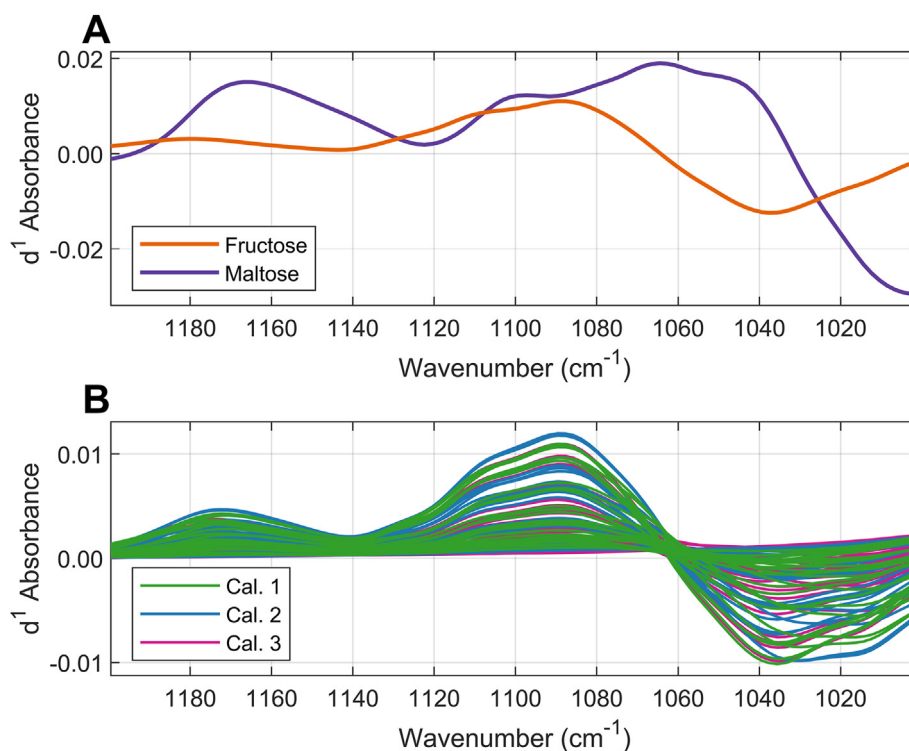 A
d¹ Absorbance
0.02
0.00
-0.02
Fructose
Maltose
1180 1160 1140 1120 1100 1080 1060 1040 1020
Wavenumber (cm⁻¹)
B
d¹ Absorbance
0.01
0.00
-0.01
Cal. 1
Cal. 2
Cal. 3
1180 1160 1140 1120 1100 1080 1060 1040 1020
Wavenumber (cm⁻¹)